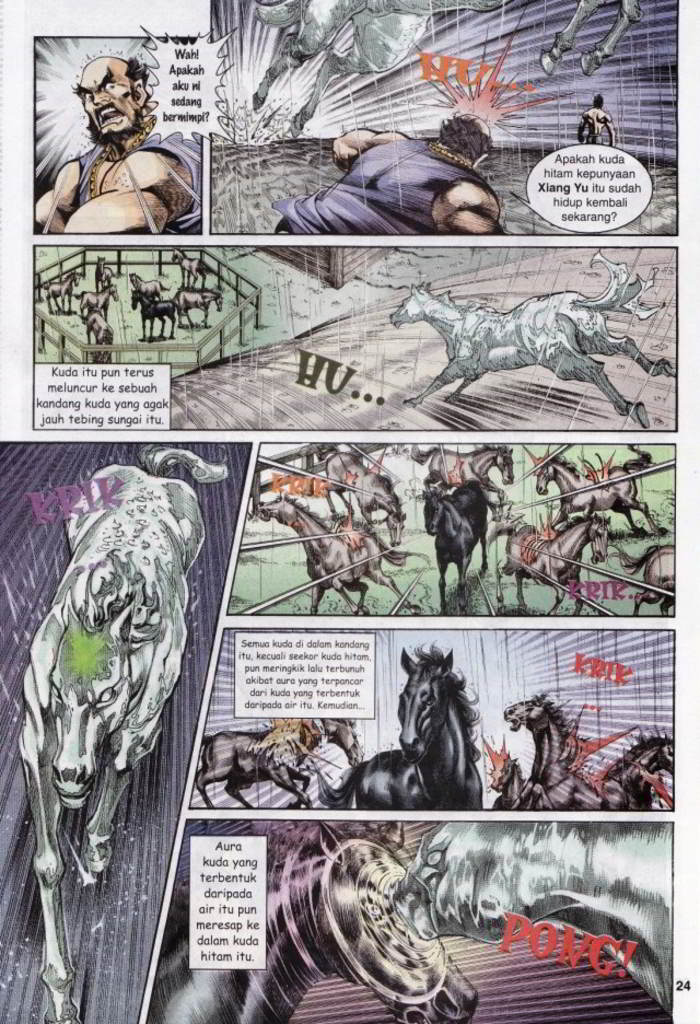 Wah!
Apakah
aku ni
sedang
bermimpi?
HU...
Apakah kuda
hitam kepunyaan
Xiang Yu itu sudah
hidup kembali
sekarang?
Kuda itu pun terus
meluncur ke sebuah
kandang kuda yang agak
jauh tebing sungai itu.
HU...
KRIK
...
KRIK
KRIK...
Semua kuda di dalam kandang
itu, kecuali seekor kuda hitam,
pun meringkik lalu terbunuh
akibat aura yang terpancar
dari kuda yang terbentuk
daripada air itu. Kemudian...
KRIK
...
Aura
kuda yang
terbentuk
daripada
air itu pun
meresap ke
dalam kuda
hitam itu.
PONG!
24